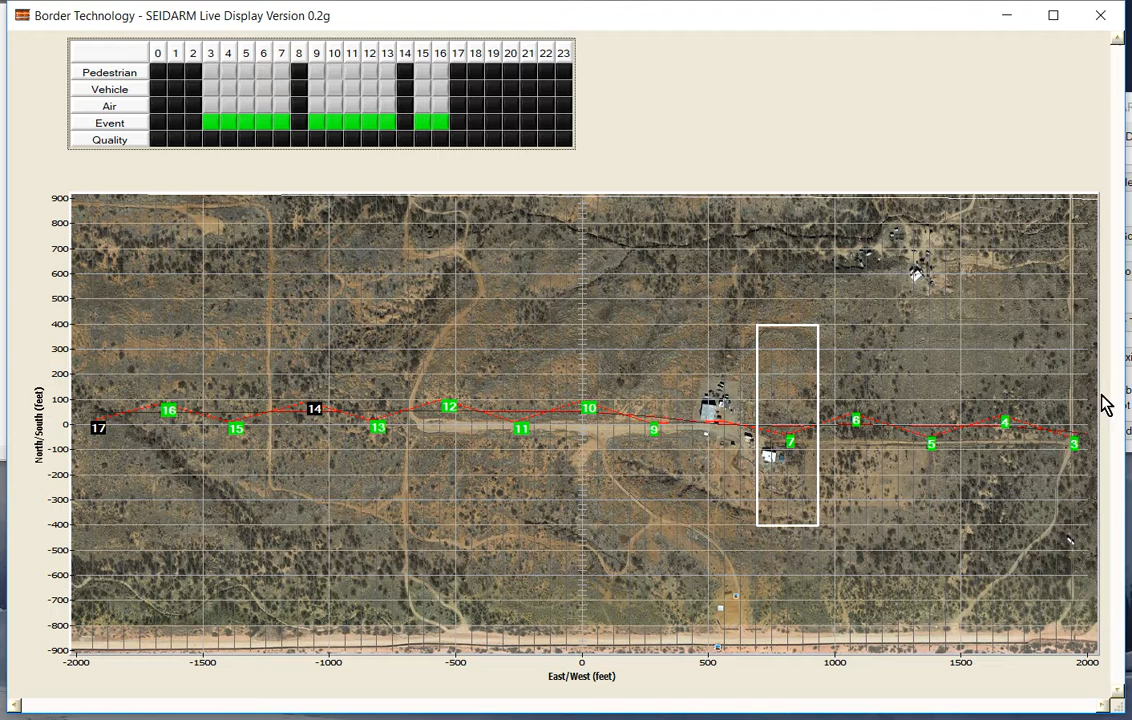 Border Technology - SEIDARM Live Display Version 0.2g
0 1 2 3 4 5 6 7 8 9 10 11 12 13 14 15 16 17 18 19 20 21 22 23
Pedestrian
Vehicle
Air
Event
Quality
900
800
700
600
500
400
300
200
100
0
-100
-200
-300
-400
-500
-600
-700
-800
-900
North/South (feet)
17 16 15 14 13 12 11 10 9 7 6 5 4 3
-2000 -1500 -1000 -500 0 500 1000 1500 2000
East/West (feet)